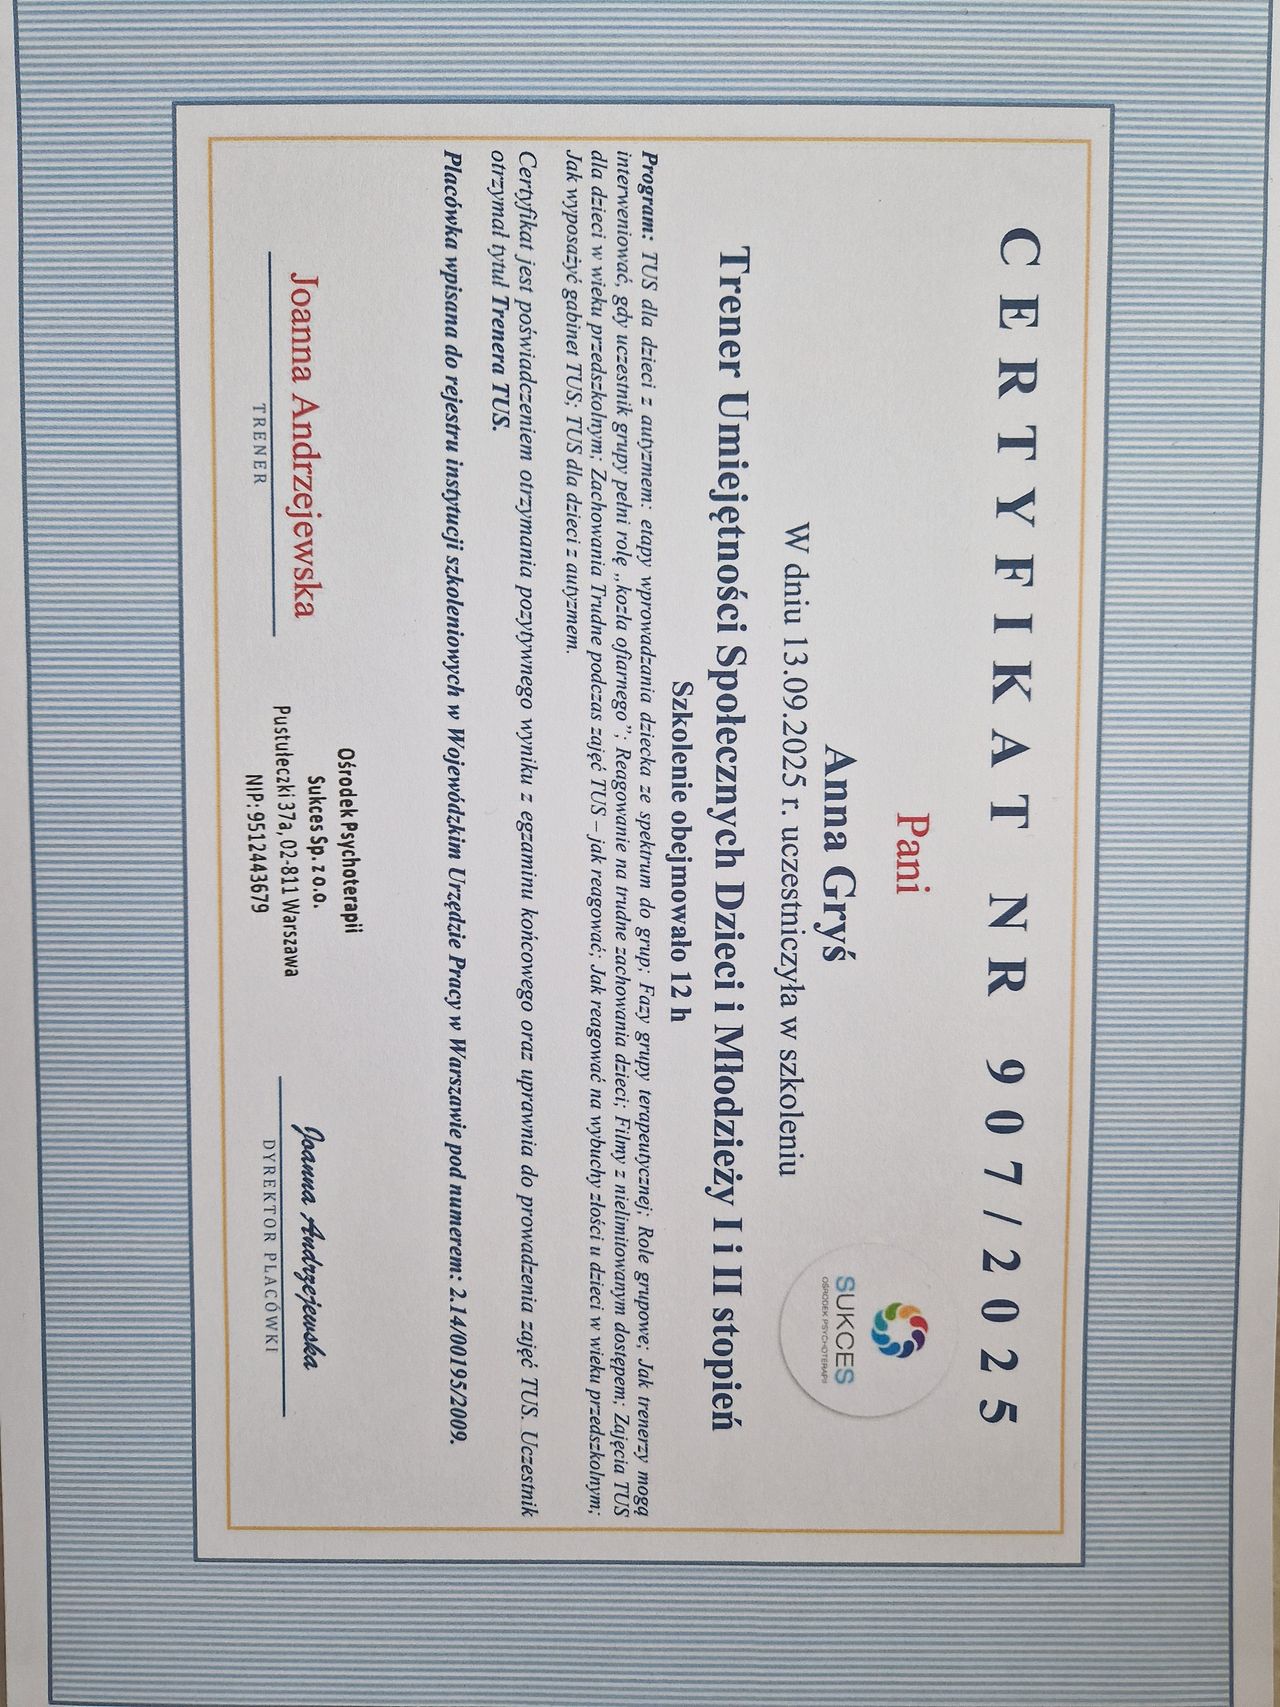 CERTYFIKAT NR 907/2025
Pani
Anna Gryś
W dniu 13.09.2025 r. uczestniczyła w szkoleniu
SUKCES
OŚRODEK PSYCHOTERAPII
Trener Umiejętności Społecznych Dzieci i Młodzieży I i II stopień
Szkolenie obejmowało 12 h
Program: TUS dla dzieci z autyzmem: etapy wprowadzania dziecka ze spektrum do grup; Fazy grupy terapeutycznej; Role grupowe; Jak trenerzy mogą
interweniować, gdy uczestnik grupy pełni rolę „kozła ofiarnego”; Reagowanie na trudne zachowania dzieci; Filmy z nielimitowanym dostępem; Zajęcia TUS
dla dzieci w wieku przedszkolnym; Zachowania Trudne podczas zajęć TUS – jak reagować; Jak reagować na wybuchy złości u dzieci w wieku przedszkolnym;
Jak wyposażyć gabinet TUS; TUS dla dzieci z autyzmem.
Certyfikat jest poświadczeniem otrzymania pozytywnego wyniku z egzaminu końcowego oraz uprawnia do prowadzenia zajęć TUS. Uczestnik
otrzymał tytuł Trenera TUS.
Placówka wpisana do rejestru instytucji szkoleniowych w Wojewódzkim Urzędzie Pracy w Warszawie pod numerem: 2.14/00195/2009.
Joanna Andrzejewska
TRENER
Ośrodek Psychoterapii
Sukces Sp. z o.o.
Pustułeczki 37a, 02-811 Warszawa
NIP: 9512443679
Joanna Andrzejewska
DYREKTOR PLACÓWKI